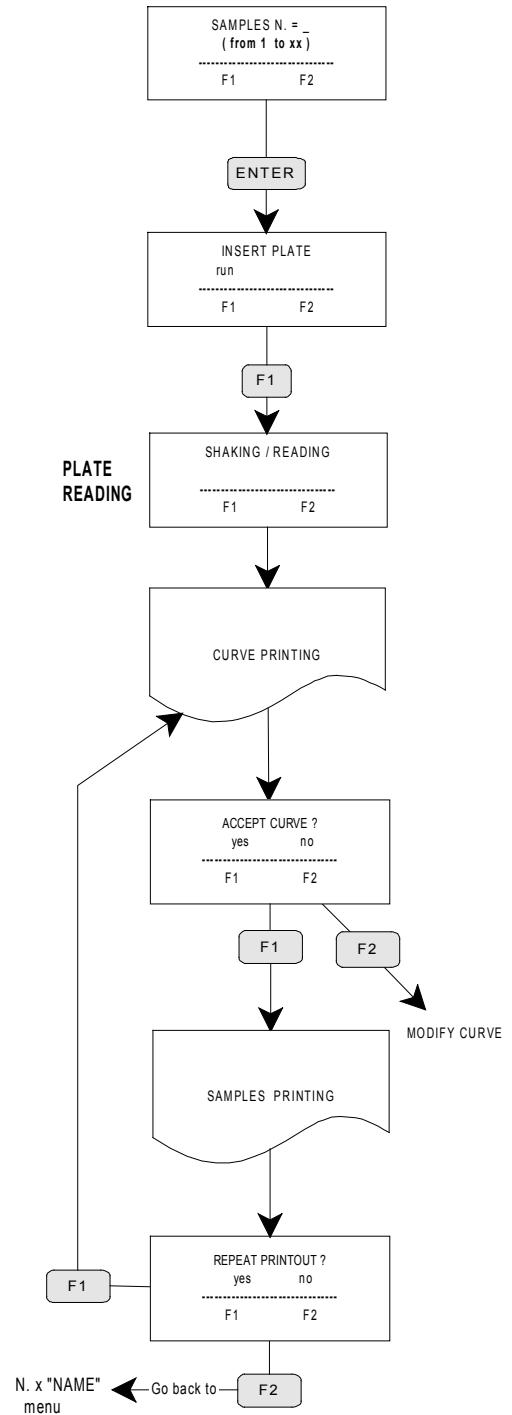 SAMPLES N. = _
( from 1 to xx )
--------------------------------
F1 F2
ENTER
INSERT PLATE
run
--------------------------------
F1 F2
F1
PLATE
READING
SHAKING / READING
--------------------------------
F1 F2
CURVE PRINTING
ACCEPT CURVE ?
yes no
--------------------------------
F1 F2
F1
F2
MODIFY CURVE
SAMPLES PRINTING
REPEAT PRINTOUT ?
yes no
--------------------------------
F1 F2
F1
N. x "NAME"
menu
Go back to
F2